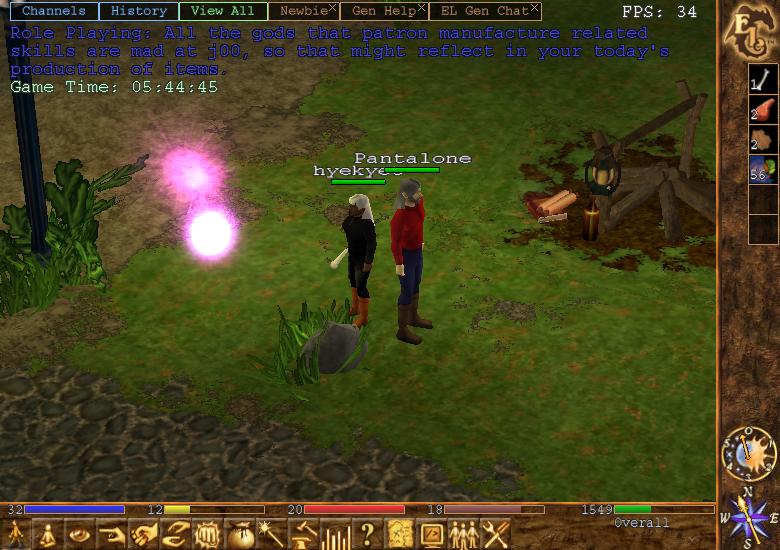 Channels History View All Newbie× Gen Help× EL Gen Chat×
FPS: 34
Role Playing: All the gods that patron manufacture related
skills are mad at j00, so that might reflect in your today's
production of items.
Game Time: 05:44:45
Pantalone
EL
1
2
2
56
32 12 20 18 1549
Overall
?
W E
S